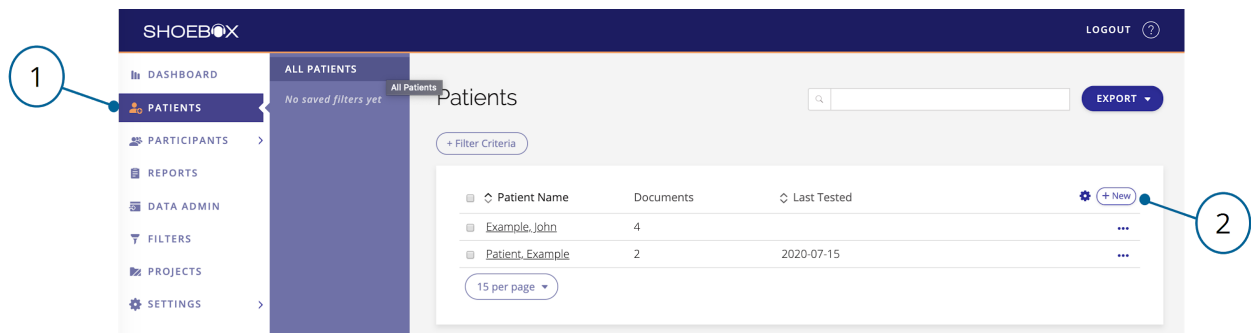 SHOEBOX
LOGOUT ?
1
DASHBOARD
PATIENTS
PARTICIPANTS
REPORTS
DATA ADMIN
FILTERS
PROJECTS
SETTINGS
ALL PATIENTS
No saved filters yet
All Patients
Patients
EXPORT
+ Filter Criteria
Patient Name Documents Last Tested + New
Example, John 4
Patient, Example 2 2020-07-15
15 per page
2